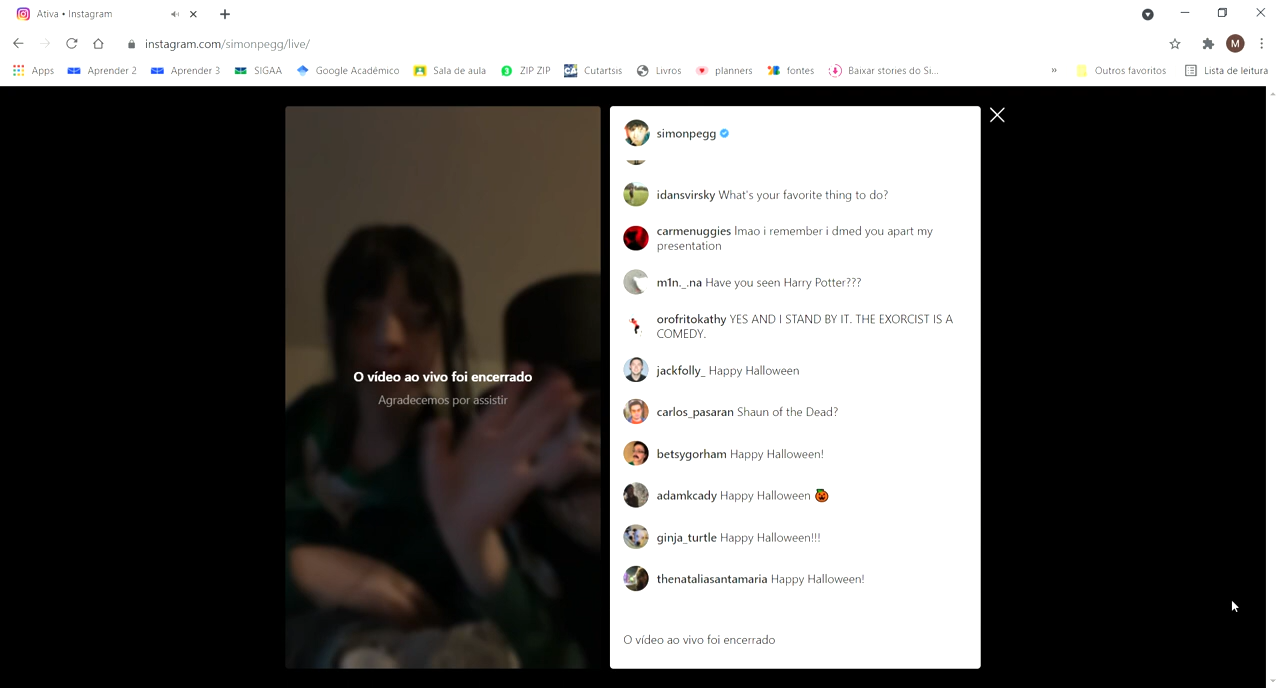 Ativa • Instagram
instagram.com/simonpegg/live/
M
Apps
Aprender 2
Aprender 3
SIGAA
Google Acadêmico
Sala de aula
ZIP ZIP
Cutartsis
Livros
planners
fontes
Baixar stories do Si...
»
Outros favoritos
Lista de leitura
O vídeo ao vivo foi encerrado
Agradecemos por assistir
simonpegg
idansvirsky What's your favorite thing to do?
carmenuggies lmao i remember i dmed you apart my
presentation
m1n._.na Have you seen Harry Potter???
orofritokathy YES AND I STAND BY IT. THE EXORCIST IS A
COMEDY.
jackfolly_ Happy Halloween
carlos_pasaran Shaun of the Dead?
betsygorham Happy Halloween!
adamkcady Happy Halloween 🎃
ginja_turtle Happy Halloween!!!
thenataliasantamaria Happy Halloween!
O vídeo ao vivo foi encerrado